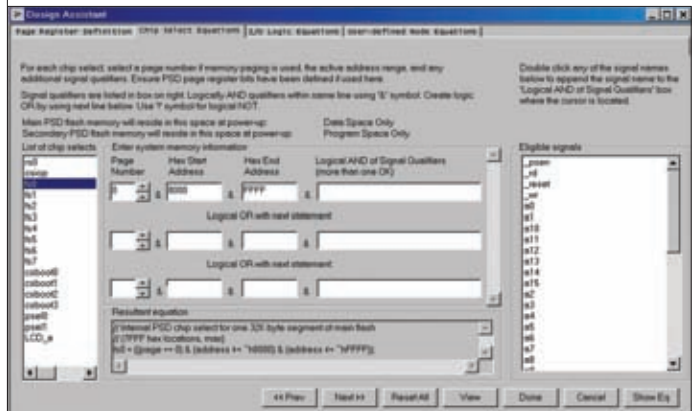 Design Assistant
Page Register Definition
Chip Select Equations
I/O Logic Equations
User-defined Node Equations
For each chip select, select a page number if memory paging is used, the active address range, and any
additional signal qualifiers. Ensure PSD page register bits have been defined if used here.
Signal qualifiers are listed in box on right. Logically AND qualifiers within same line using '&' symbol. Create logic
OR by using next line below. Use '!' symbol for logical NOT.
Double click any of the signal names
below to append the signal name to the
'Logical AND of Signal Qualifiers' box
where the cursor is located.
Main PSD flash memory will reside in this space at power-up: Data Space Only
Secondary PSD flash memory will reside in this space at power-up: Program Space Only
List of chip selects
rs0
csiop
fs0
fs1
fs2
fs3
fs4
fs5
fs6
fs7
csboot0
csboot1
csboot2
csboot3
psel0
psel1
LCD_e
Enter system memory information
Page Number
Hex Start Address
Hex End Address
Logical AND of Signal Qualifiers
(more than one OK)
0 & 8000 & FFFF &
Logical OR with next statement
& & &
Logical OR with next statement
& & &
Resultant equation
// Internal PSD chip select for one 32K byte segment of main flash
// (7FFF hex locations, max)
fs0 = ((page == 0) & (address >= ^h8000) & (address <= ^hFFFF));
Eligible signals
_psen
_rd
_reset
_wr
a0
a1
a10
a11
a12
a13
a14
a15
a2
a3
a4
a5
a6
a7
a8
<< Prev
Next >>
Reset All
View
Done
Cancel
Show Eq